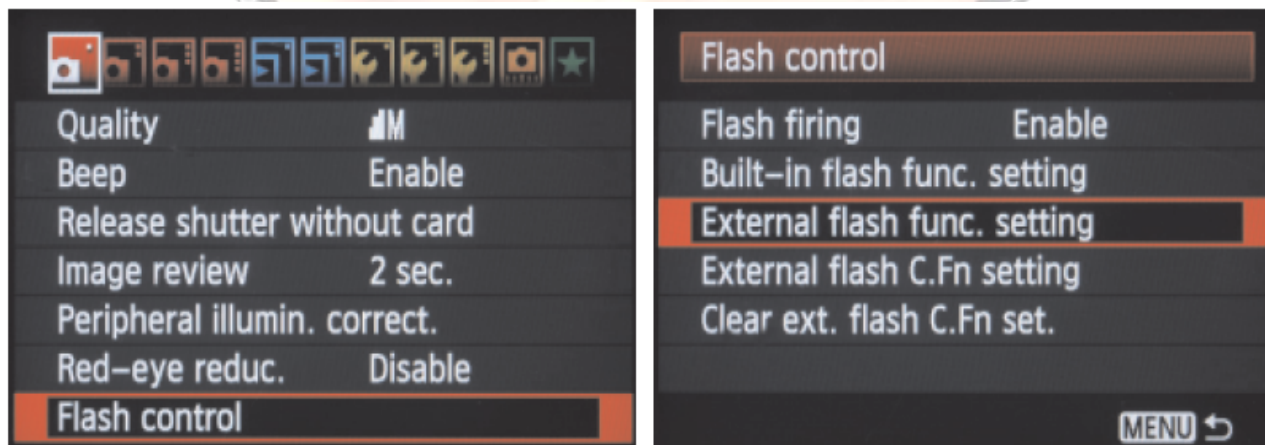 Quality M
Beep Enable
Release shutter without card
Image review 2 sec.
Peripheral illumin. correct.
Red-eye reduc. Disable
Flash control
Flash control
Flash firing Enable
Built-in flash func. setting
External flash func. setting
External flash C.Fn setting
Clear ext. flash C.Fn set.
MENU